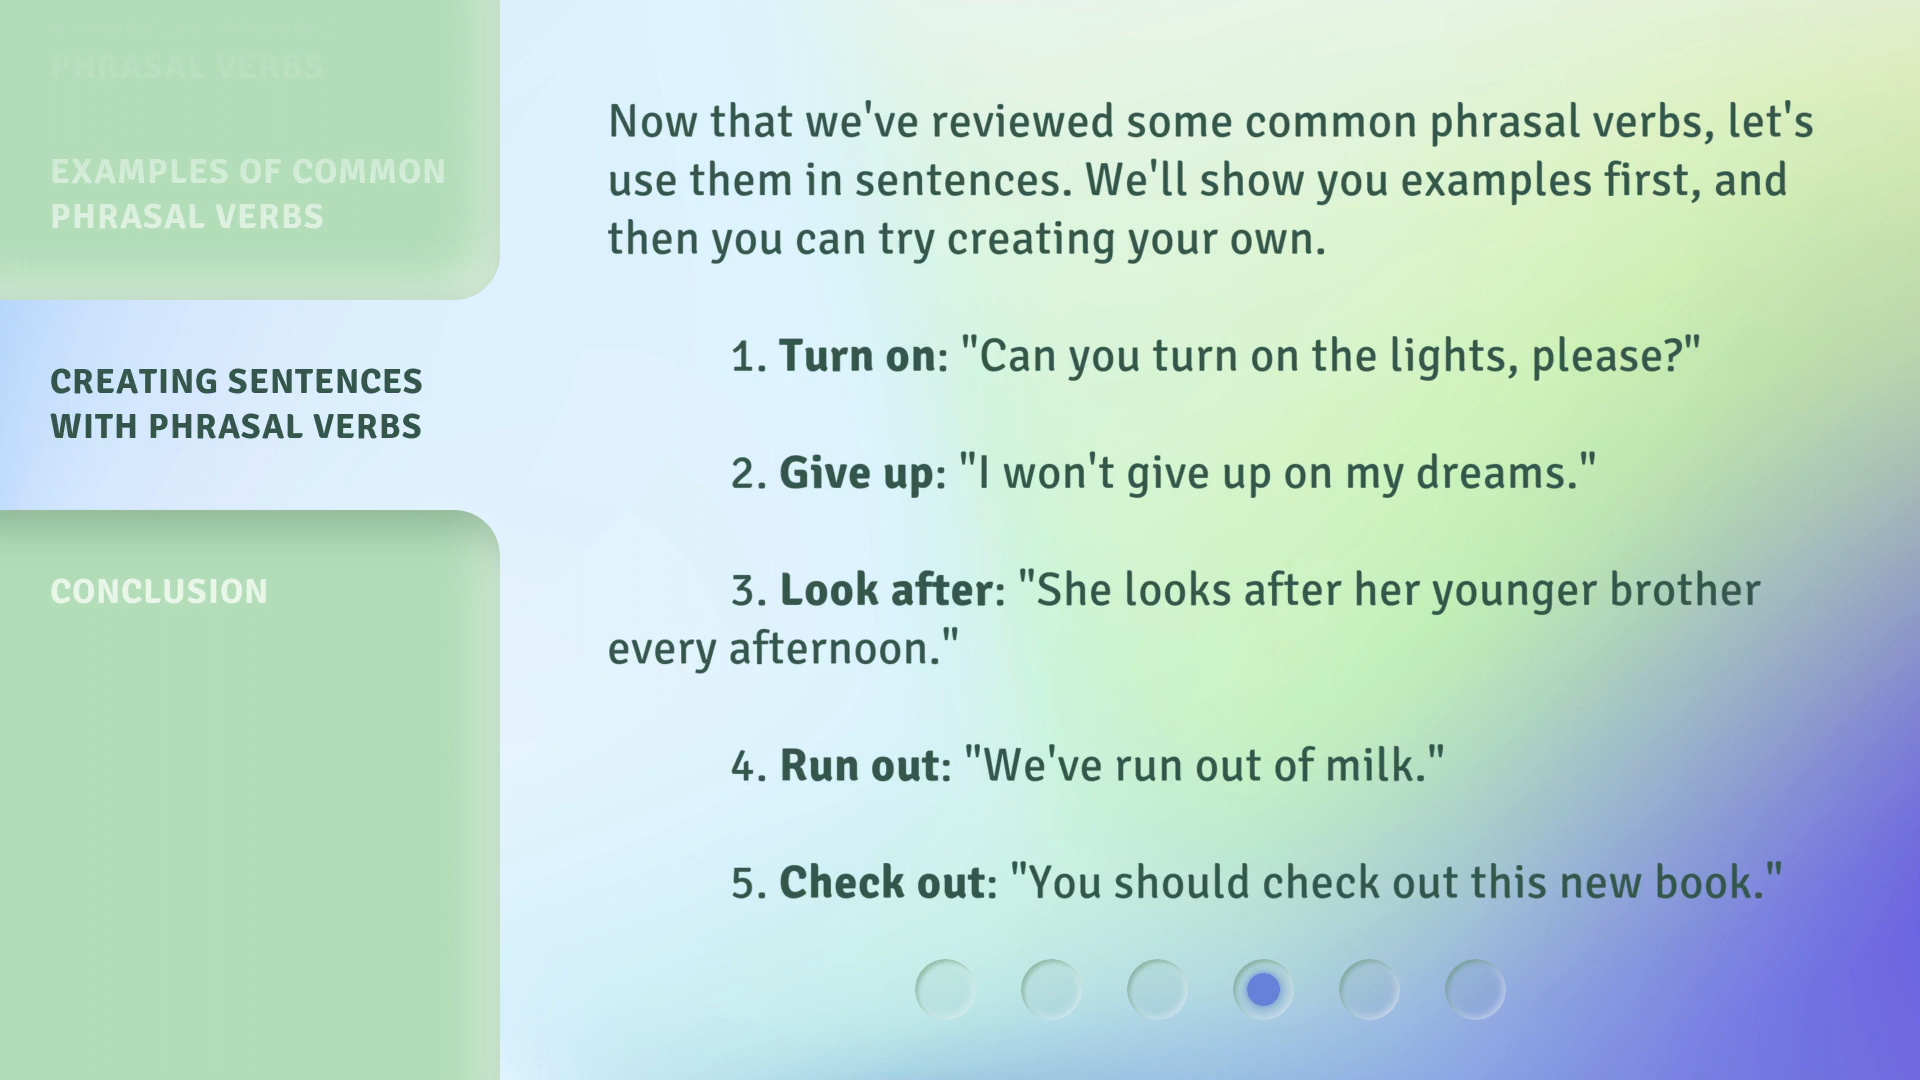 PHRASAL VERBS
EXAMPLES OF COMMON
PHRASAL VERBS
CREATING SENTENCES
WITH PHRASAL VERBS
CONCLUSION
Now that we've reviewed some common phrasal verbs, let's
use them in sentences. We'll show you examples first, and
then you can try creating your own.
1. Turn on: "Can you turn on the lights, please?"
2. Give up: "I won't give up on my dreams."
3. Look after: "She looks after her younger brother
every afternoon."
4. Run out: "We've run out of milk."
5. Check out: "You should check out this new book."